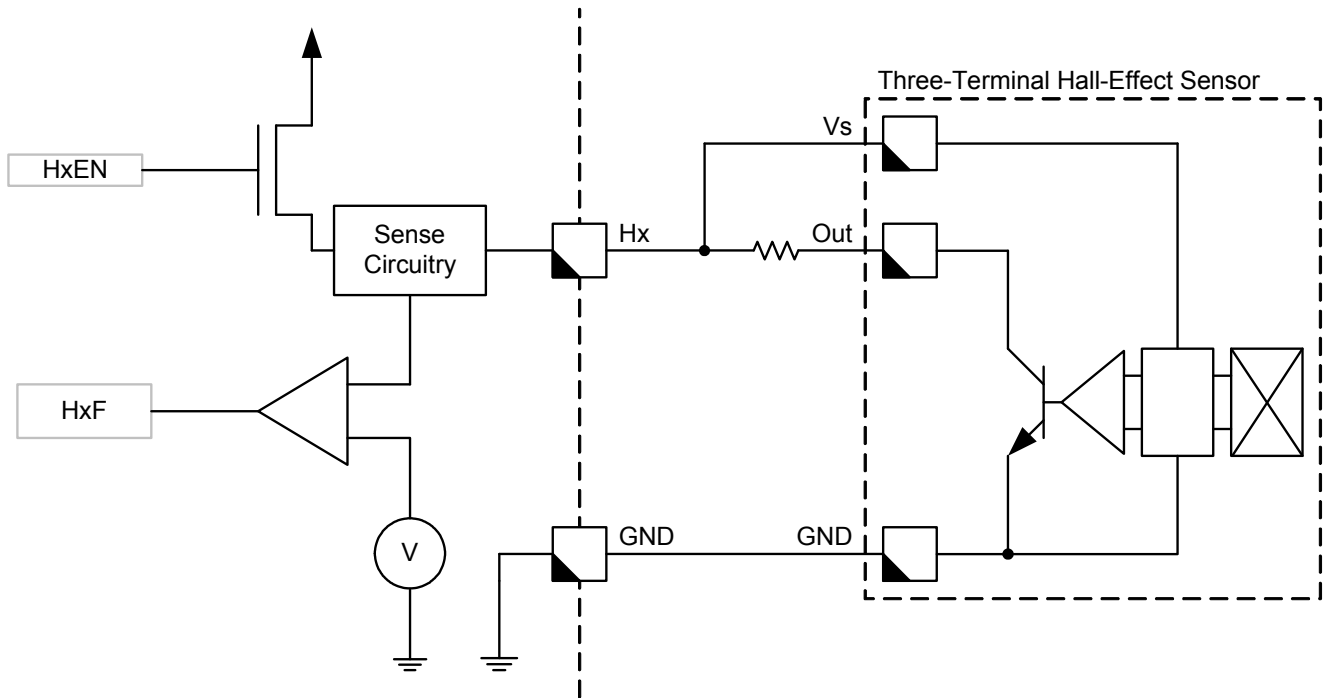 Three-Terminal Hall-Effect Sensor
Vs
HxEN
Sense
Circuitry
Hx
Out
HxF
GND
GND
V